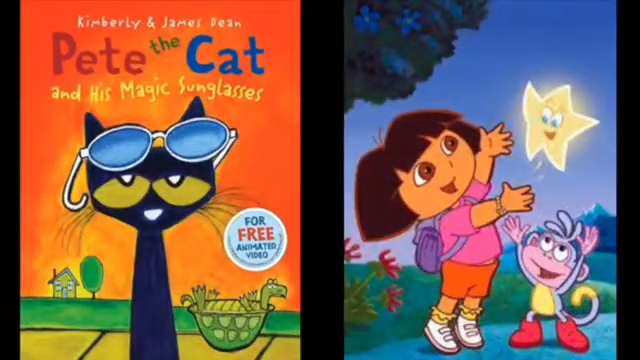 Kimberly & James Dean
Pete the Cat
and His Magic Sunglasses
FOR
FREE
ANIMATED
VIDEO